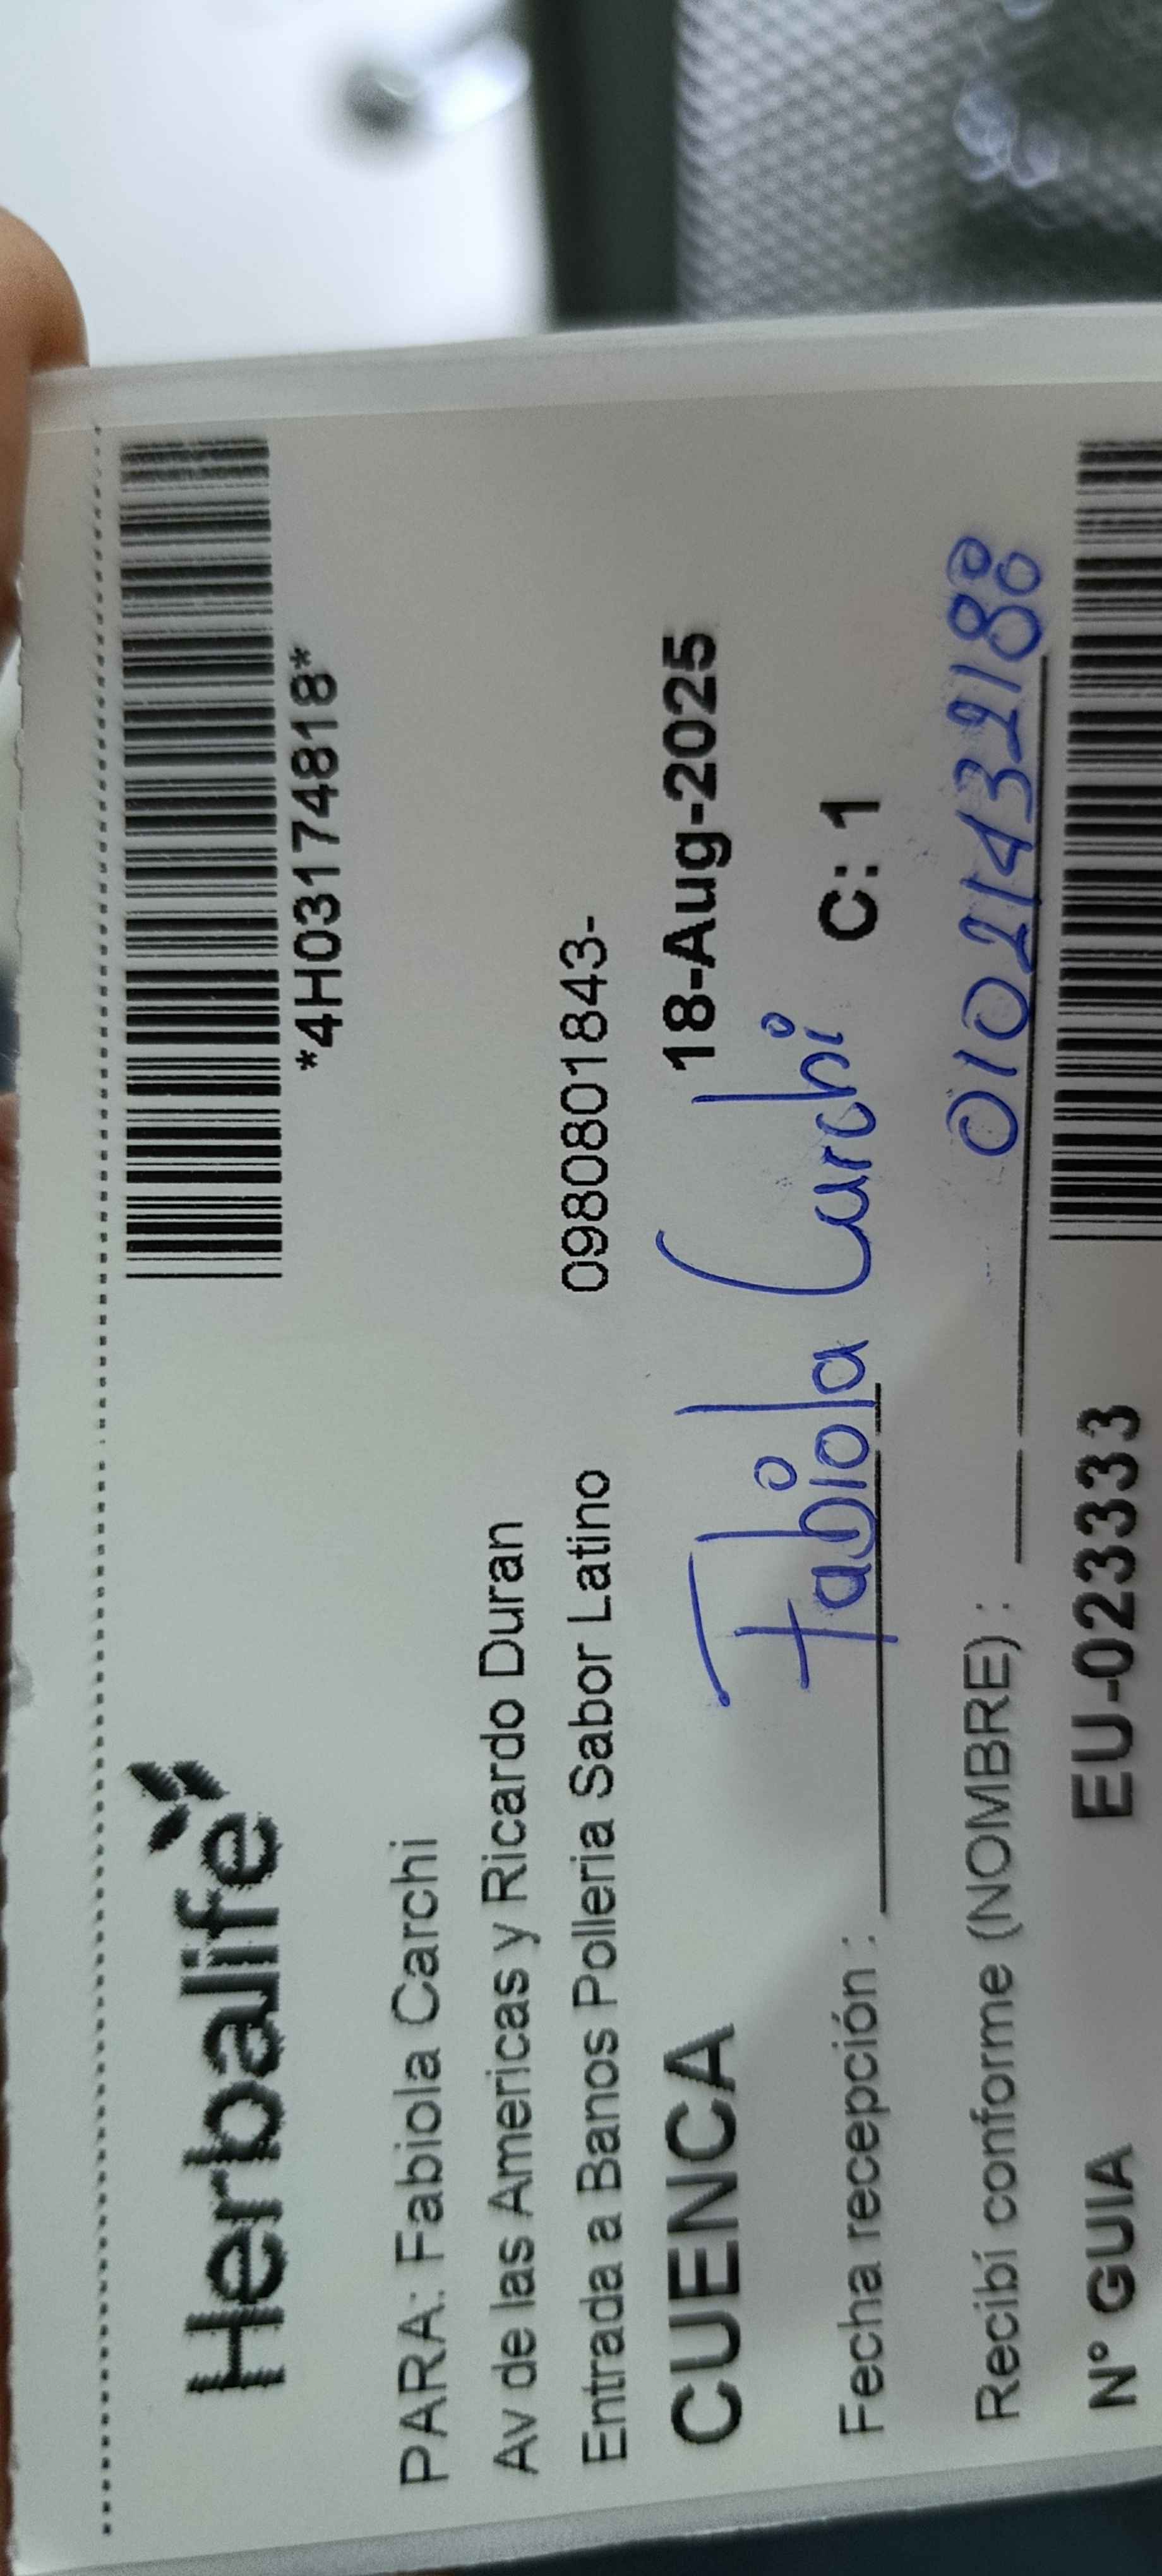 Herbalife
*4H03174818*
PARA: Fabiola Carchi
Av de las Americas y Ricardo Duran
Entrada a Banos Polleria Sabor Latino 0980801843-
CUENCA 18-Aug-2025
Fecha recepción : Fabiola Carchi C: 1
Recibí conforme (NOMBRE) : 0102143218
N° GUIA EU-023333